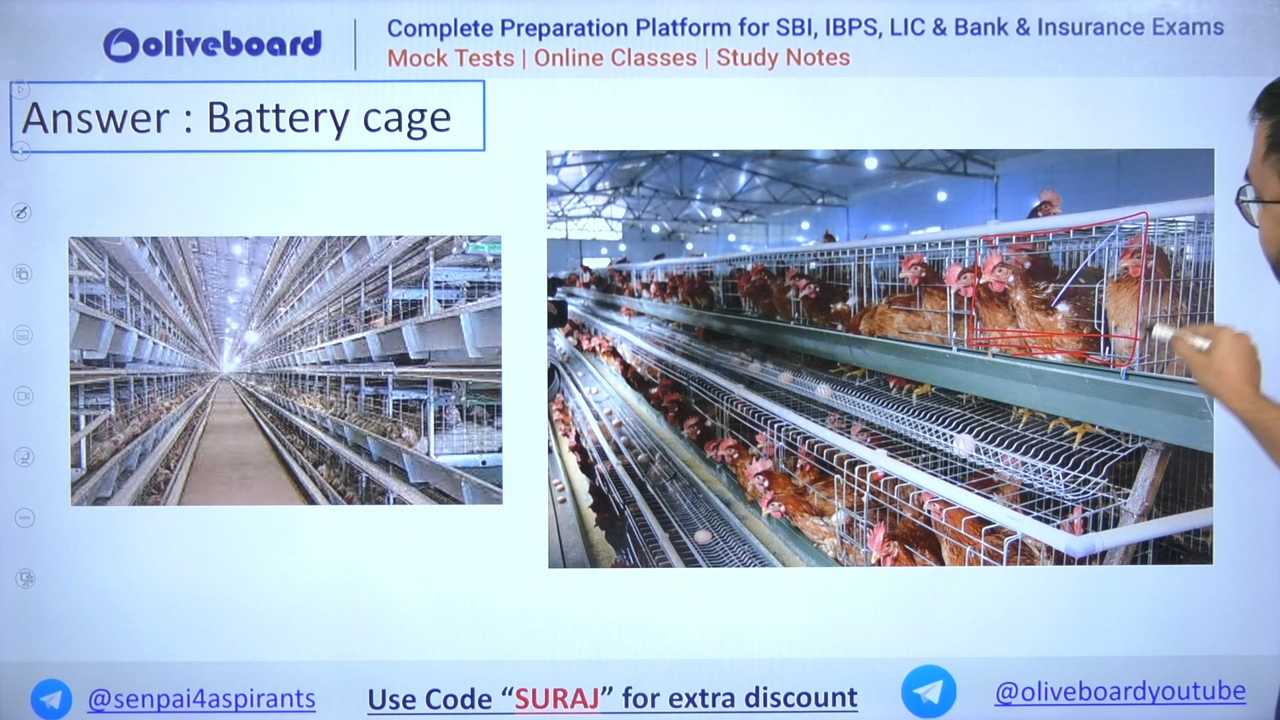 oliveboard
Complete Preparation Platform for SBI, IBPS, LIC & Bank & Insurance Exams
Mock Tests | Online Classes | Study Notes
Answer : Battery cage
@senpai4aspirants
Use Code “SURAJ” for extra discount
@oliveboardyoutube